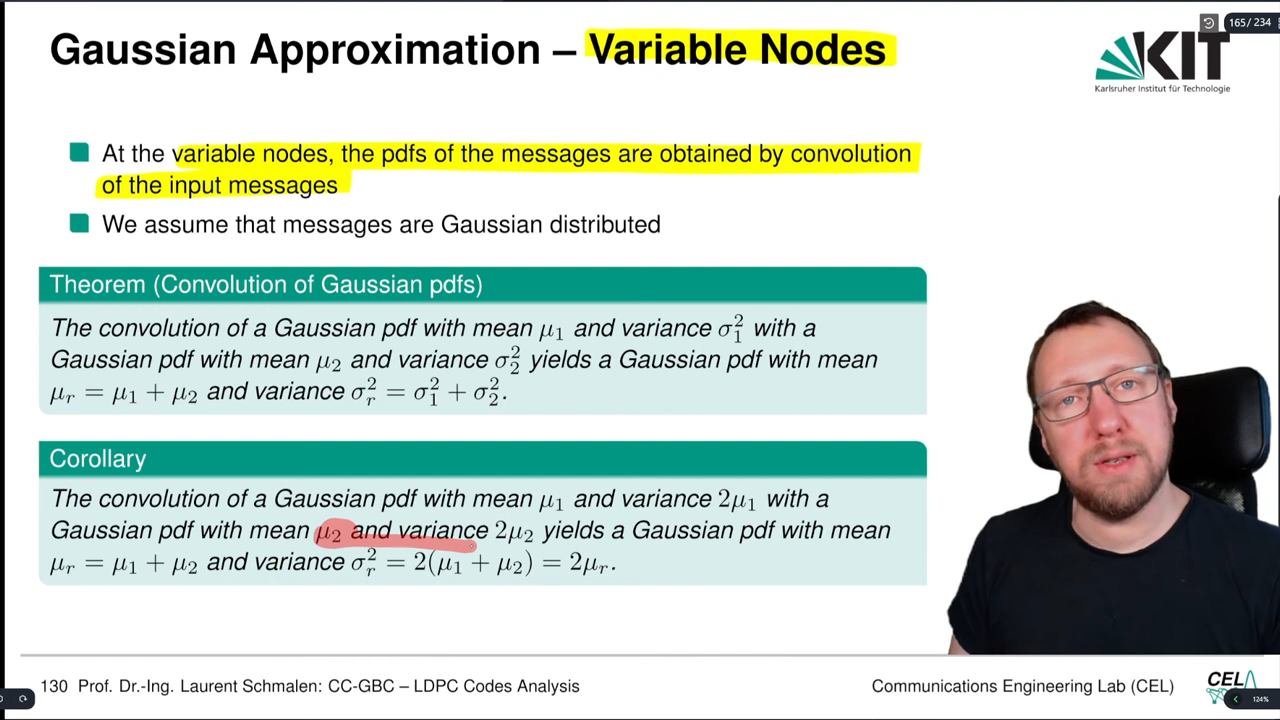 165 / 234
Gaussian Approximation – Variable Nodes
KIT
Karlsruher Institut für Technologie
At the variable nodes, the pdfs of the messages are obtained by convolution
of the input messages
We assume that messages are Gaussian distributed
Theorem (Convolution of Gaussian pdfs)
The convolution of a Gaussian pdf with mean μ₁ and variance σ₁² with a
Gaussian pdf with mean μ₂ and variance σ₂² yields a Gaussian pdf with mean
μᵣ = μ₁ + μ₂ and variance σᵣ² = σ₁² + σ₂².
Corollary
The convolution of a Gaussian pdf with mean μ₁ and variance 2μ₁ with a
Gaussian pdf with mean μ₂ and variance 2μ₂ yields a Gaussian pdf with mean
μᵣ = μ₁ + μ₂ and variance σᵣ² = 2(μ₁ + μ₂) = 2μᵣ.
130 Prof. Dr.-Ing. Laurent Schmalen: CC-GBC – LDPC Codes Analysis
Communications Engineering Lab (CEL)
CEL
124%